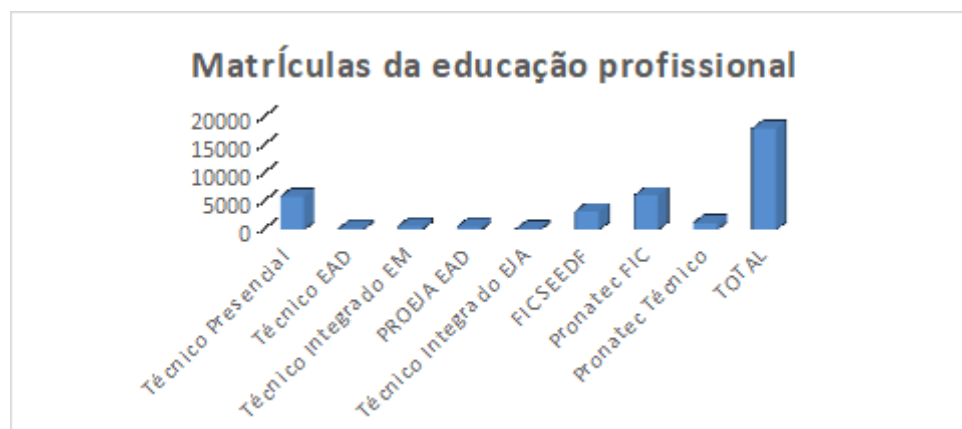 MatrÍculas da educação profissional
20000
15000
10000
5000
0
Técnico Presencial
Técnico EAD
Técnico Integrado EM
PROEJA EAD
Técnico Integrado EJA
FICSEEDF
Pronatec FIC
Pronatec Técnico
TOTAL